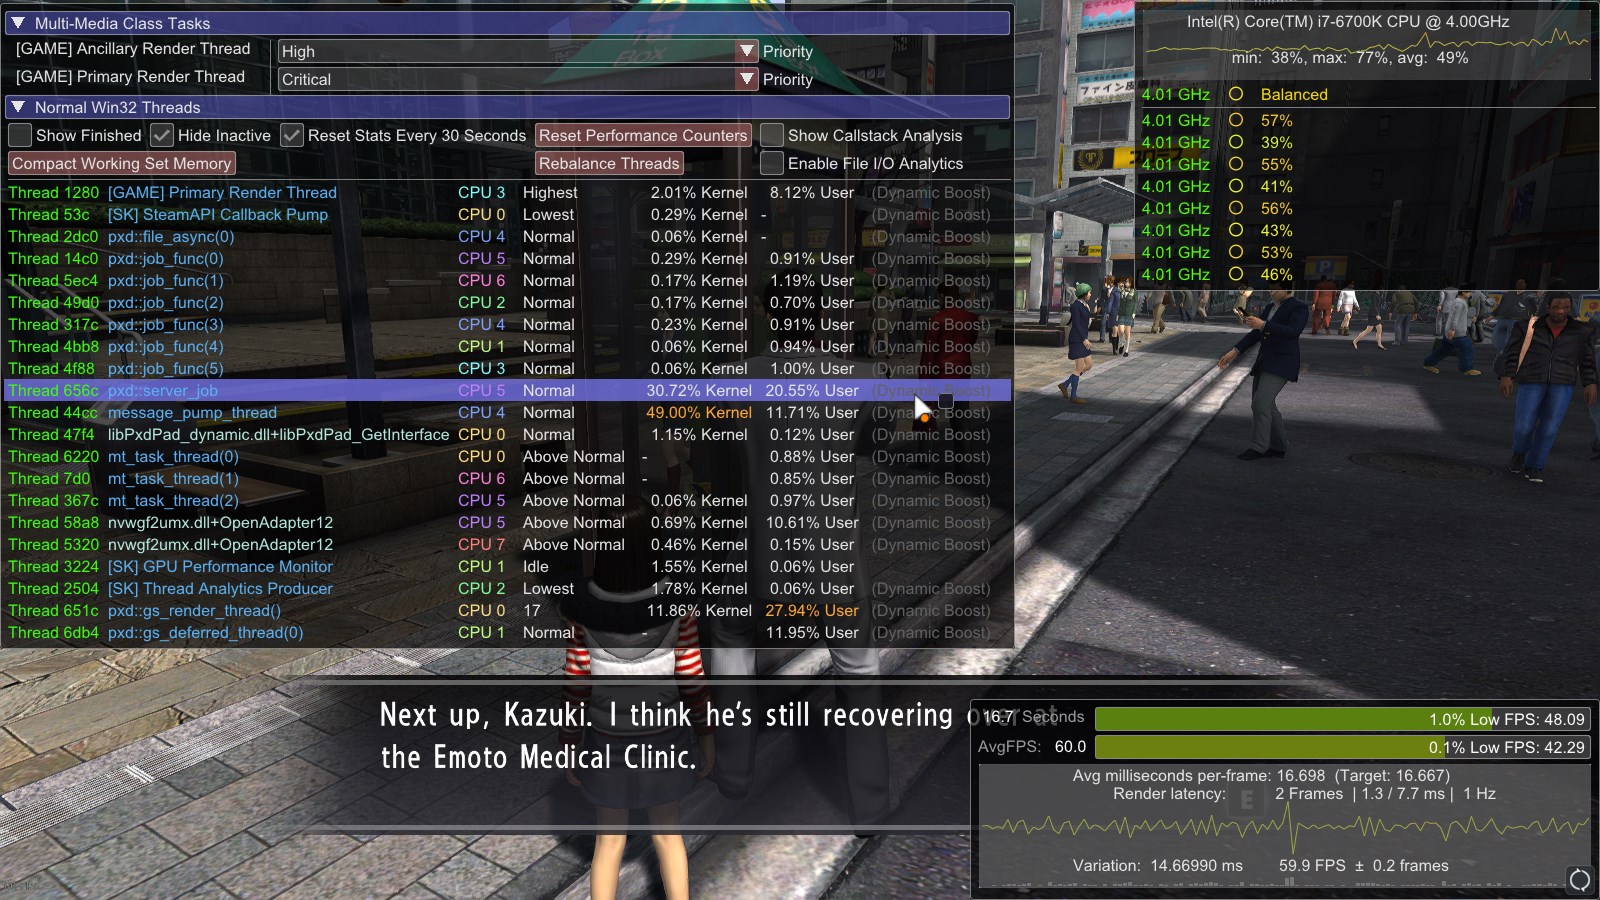 Multi-Media Class Tasks
[GAME] Ancillary Render Thread High Priority
[GAME] Primary Render Thread Critical Priority
Normal Win32 Threads
Show Finished Hide Inactive Reset Stats Every 30 Seconds Reset Performance Counters Show Callstack Analysis
Compact Working Set Memory Rebalance Threads Enable File I/O Analytics
Thread 1280 [GAME] Primary Render Thread CPU 3 Highest 2.01% Kernel 8.12% User (Dynamic Boost)
Thread 53c [SK] SteamAPI Callback Pump CPU 0 Lowest 0.29% Kernel - (Dynamic Boost)
Thread 2dc0 pxd::file_async(0) CPU 4 Normal 0.06% Kernel - (Dynamic Boost)
Thread 14c0 pxd::job_func(0) CPU 5 Normal 0.29% Kernel 0.91% User (Dynamic Boost)
Thread 5ec4 pxd::job_func(1) CPU 6 Normal 0.17% Kernel 1.19% User (Dynamic Boost)
Thread 49d0 pxd::job_func(2) CPU 2 Normal 0.17% Kernel 0.70% User (Dynamic Boost)
Thread 317c pxd::job_func(3) CPU 4 Normal 0.23% Kernel 0.91% User (Dynamic Boost)
Thread 4bb8 pxd::job_func(4) CPU 1 Normal 0.06% Kernel 0.94% User (Dynamic Boost)
Thread 4f88 pxd::job_func(5) CPU 3 Normal 0.06% Kernel 1.00% User (Dynamic Boost)
Thread 656c pxd::server_job CPU 5 Normal 30.72% Kernel 20.55% User (Dynamic Boost)
Thread 44cc message_pump_thread CPU 4 Normal 49.00% Kernel 11.71% User (Dynamic Boost)
Thread 47f4 libPxdPad_dynamic.dll+libPxdPad_GetInterface CPU 0 Normal 1.15% Kernel 0.12% User (Dynamic Boost)
Thread 6220 mt_task_thread(0) CPU 0 Above Normal - 0.88% User (Dynamic Boost)
Thread 7d0 mt_task_thread(1) CPU 6 Above Normal - 0.85% User (Dynamic Boost)
Thread 367c mt_task_thread(2) CPU 5 Above Normal 0.06% Kernel 0.97% User (Dynamic Boost)
Thread 58a8 nvwgf2umx.dll+OpenAdapter12 CPU 5 Above Normal 0.69% Kernel 10.61% User (Dynamic Boost)
Thread 5320 nvwgf2umx.dll+OpenAdapter12 CPU 7 Above Normal 0.46% Kernel 0.15% User (Dynamic Boost)
Thread 3224 [SK] GPU Performance Monitor CPU 1 Idle 1.55% Kernel 0.06% User
Thread 2504 [SK] Thread Analytics Producer CPU 2 Lowest 1.78% Kernel 0.06% User (Dynamic Boost)
Thread 651c pxd::gs_render_thread() CPU 0 17 11.86% Kernel 27.94% User (Dynamic Boost)
Thread 6db4 pxd::gs_deferred_thread(0) CPU 1 Normal - 11.95% User (Dynamic Boost)
Intel(R) Core(TM) i7-6700K CPU @ 4.00GHz
min: 38%, max: 77%, avg: 49%
4.01 GHz Balanced
4.01 GHz 57%
4.01 GHz 39%
4.01 GHz 55%
4.01 GHz 41%
4.01 GHz 56%
4.01 GHz 43%
4.01 GHz 53%
4.01 GHz 46%
ファイン
P
Next up, Kazuki. I think he's still recovering over at
the Emoto Medical Clinic.
16.7 Seconds 1.0% Low FPS: 48.09
AvgFPS: 60.0 0.1% Low FPS: 42.29
Avg milliseconds per-frame: 16.698 (Target: 16.667)
Render latency: 2 Frames | 1.3 / 7.7 ms | 1 Hz
E
Variation: 14.66990 ms 59.9 FPS ± 0.2 frames